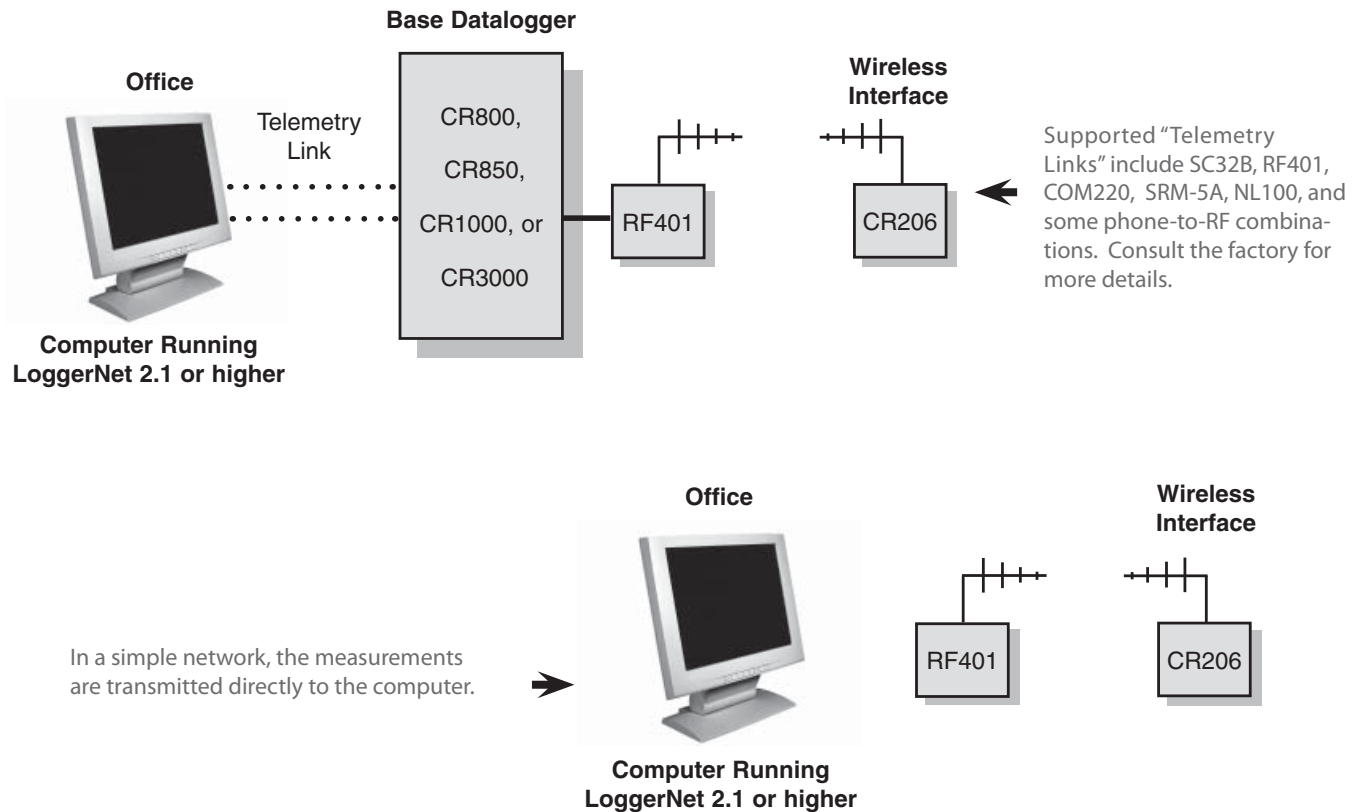 Base Datalogger
Office
Wireless
Interface
Telemetry
Link
CR800,
CR850,
CR1000, or
CR3000
RF401
CR206
Supported “Telemetry
Links” include SC32B, RF401,
COM220, SRM-5A, NL100, and
some phone-to-RF combina-
tions. Consult the factory for
more details.
Computer Running
LoggerNet 2.1 or higher
Office
Wireless
Interface
In a simple network, the measurements
are transmitted directly to the computer.
RF401
CR206
Computer Running
LoggerNet 2.1 or higher